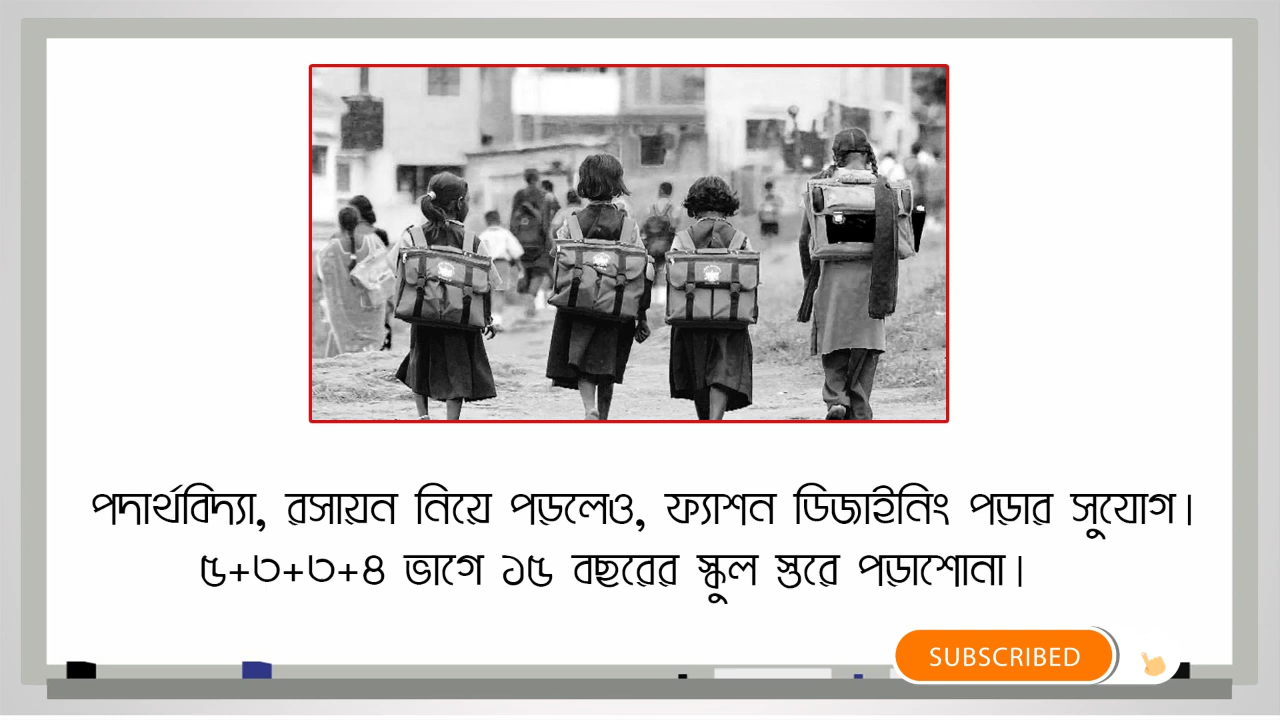 পদার্থবিদ্যা, রসায়ন নিয়ে পড়লেও, ফ্যাশন ডিজাইনিং পড়ার সুযোগ।
৫+৩+৩+৪ ভাগে ১৫ বছরের স্কুল স্তরে পড়াশোনা।
SUBSCRIBED